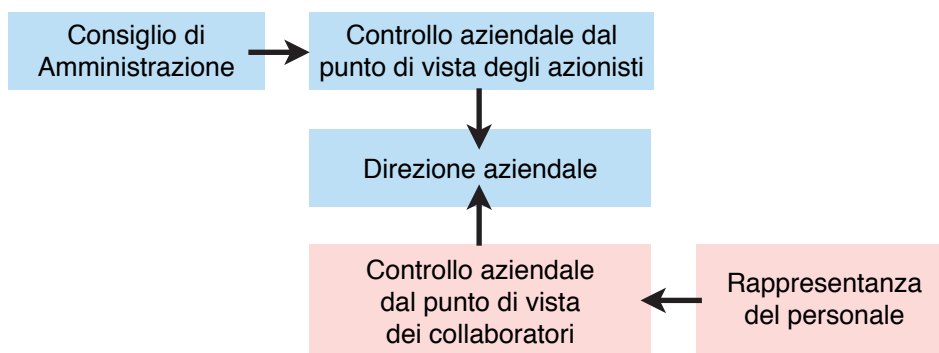 Consiglio di
Amministrazione
Controllo aziendale dal
punto di vista degli azionisti
Direzione aziendale
Controllo aziendale
dal punto di vista
dei collaboratori
Rappresentanza
del personale